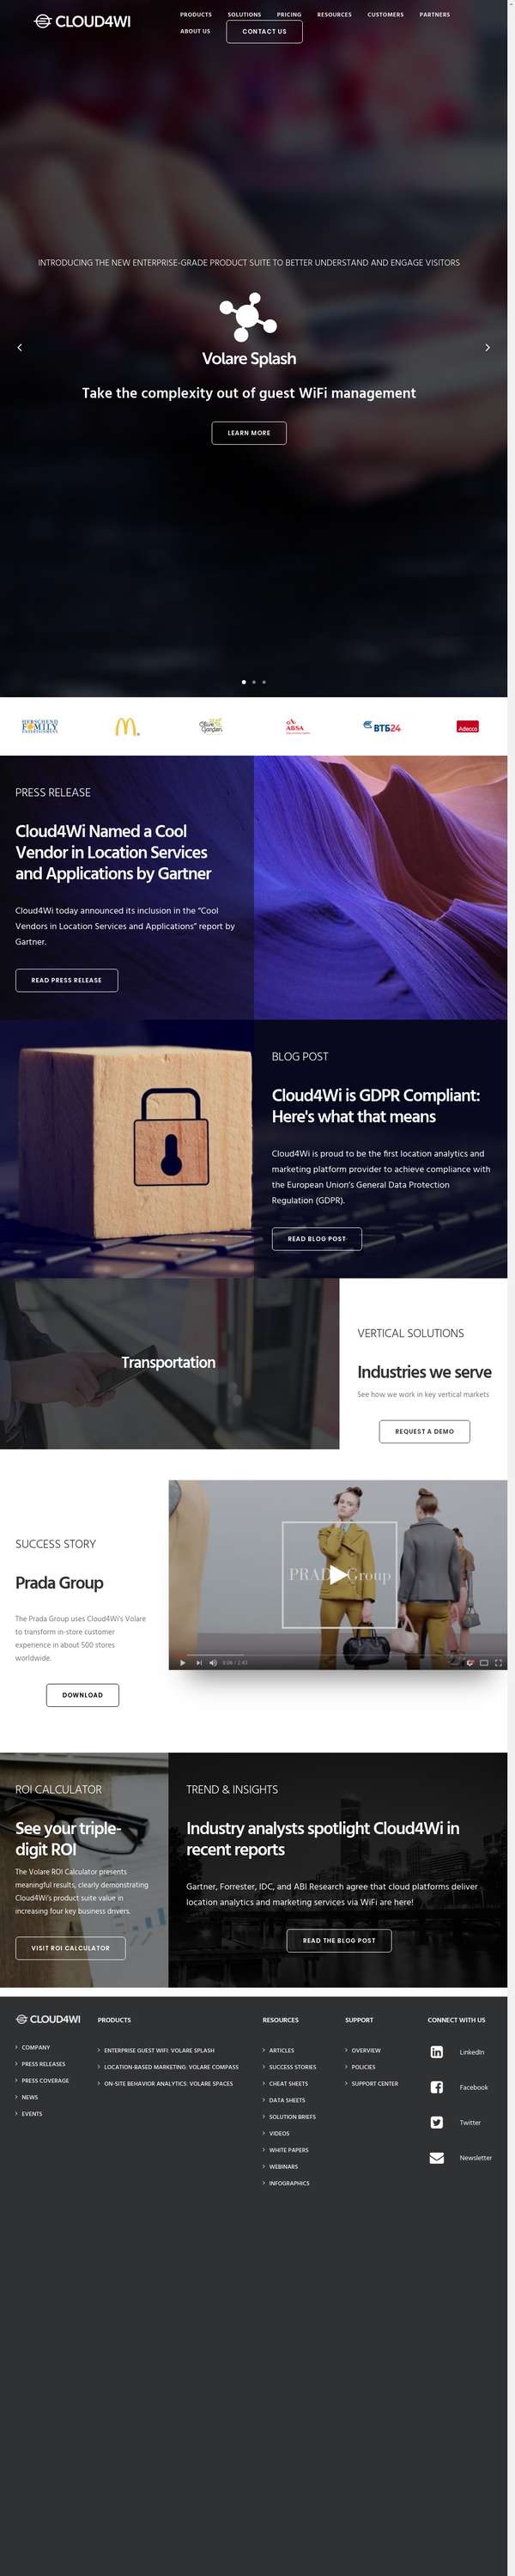 CLOUD4WI
PRODUCTS SOLUTIONS PRICING RESOURCES CUSTOMERS PARTNERS
ABOUT US CONTACT US
INTRODUCING THE NEW ENTERPRISE-GRADE PRODUCT SUITE TO BETTER UNDERSTAND AND ENGAGE VISITORS
Volare Splash
Take the complexity out of guest WiFi management
LEARN MORE
HERSCHEND
FAMILY
ENTERTAINMENT
Olive
Garden
ABSA
ВТБ24
Adecco
PRESS RELEASE
Cloud4Wi Named a Cool
Vendor in Location Services
and Applications by Gartner
Cloud4Wi today announced its inclusion in the “Cool
Vendors in Location Services and Applications” report by
Gartner.
READ PRESS RELEASE
BLOG POST
Cloud4Wi is GDPR Compliant:
Here's what that means
Cloud4Wi is proud to be the first location analytics and
marketing platform provider to achieve compliance with
the European Union’s General Data Protection
Regulation (GDPR).
READ BLOG POST
Transportation
VERTICAL SOLUTIONS
Industries we serve
See how we work in key vertical markets
REQUEST A DEMO
SUCCESS STORY
Prada Group
The Prada Group uses Cloud4Wi’s Volare
to transform in-store customer
experience in about 500 stores
worldwide.
DOWNLOAD
PRADA Group
0:06 / 2:43
ROI CALCULATOR
See your triple-
digit ROI
The Volare ROI Calculator presents
meaningful results, clearly demonstrating
Cloud4Wi’s product suite value in
increasing four key business drivers.
VISIT ROI CALCULATOR
TREND & INSIGHTS
Industry analysts spotlight Cloud4Wi in
recent reports
Gartner, Forrester, IDC, and ABI Research agree that cloud platforms deliver
location analytics and marketing services via WiFi are here!
READ THE BLOG POST
CLOUD4WI
COMPANY
PRESS RELEASES
PRESS COVERAGE
NEWS
EVENTS
PRODUCTS
ENTERPRISE GUEST WIFI: VOLARE SPLASH
LOCATION-BASED MARKETING: VOLARE COMPASS
ON-SITE BEHAVIOR ANALYTICS: VOLARE SPACES
RESOURCES
ARTICLES
SUCCESS STORIES
CHEAT SHEETS
DATA SHEETS
SOLUTION BRIEFS
VIDEOS
WHITE PAPERS
WEBINARS
INFOGRAPHICS
SUPPORT
OVERVIEW
POLICIES
SUPPORT CENTER
CONNECT WITH US
LinkedIn
Facebook
Twitter
Newsletter